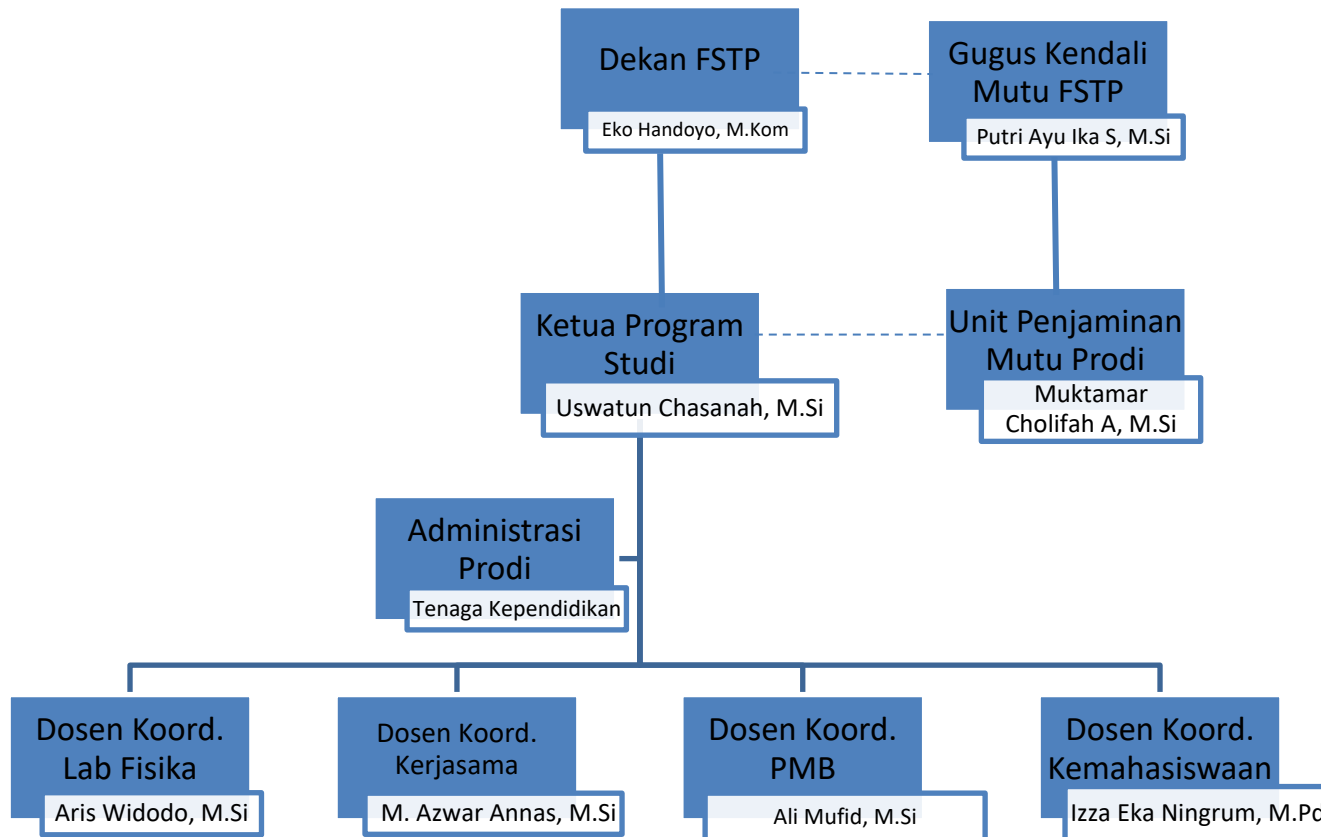 Dekan FSTP
Eko Handoyo, M.Kom
Gugus Kendali
Mutu FSTP
Putri Ayu Ika S, M.Si
Ketua Program
Studi
Uswatun Chasanah, M.Si
Unit Penjaminan
Mutu Prodi
Muktamar
Cholifah A, M.Si
Administrasi
Prodi
Tenaga Kependidikan
Dosen Koord.
Lab Fisika
Aris Widodo, M.Si
Dosen Koord.
Kerjasama
M. Azwar Annas, M.Si
Dosen Koord.
PMB
Ali Mufid, M.Si
Dosen Koord.
Kemahasiswaan
Izza Eka Ningrum, M.Pd